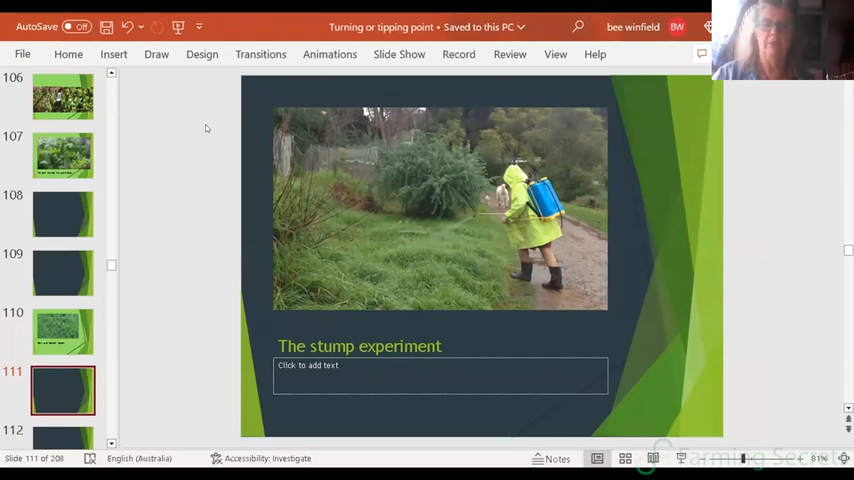 AutoSave
Off
Turning or tipping point • Saved to this PC
bee winfield
BW
File
Home
Insert
Draw
Design
Transitions
Animations
Slide Show
Record
Review
View
Help
106
107
108
109
110
111
112
The stump experiment
Click to add text
Slide 111 of 208
English (Australia)
Accessibility: Investigate
Notes
81%
Farming Secrets